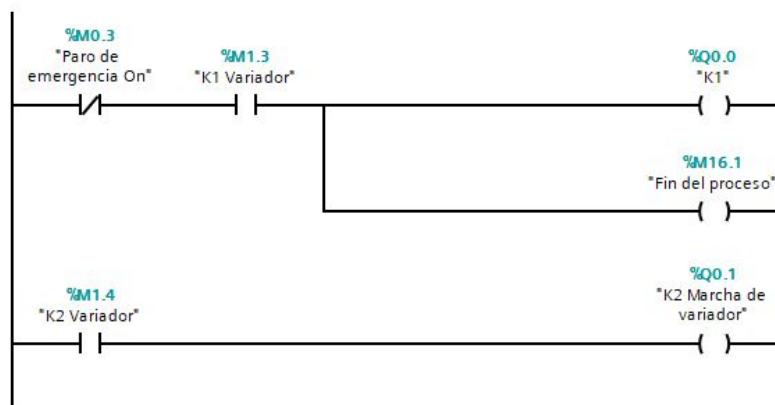 %M0.3
"Paro de
emergencia On"
%M1.3
"K1 Variador"
%Q0.0
"K1"
%M16.1
"Fin del proceso"
%M1.4
"K2 Variador"
%Q0.1
"K2 Marcha de
variador"